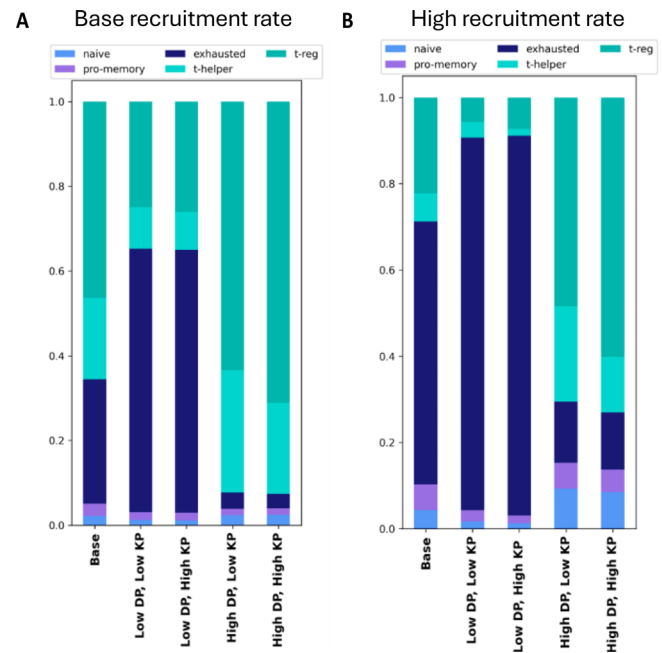 A Base recruitment rate
naive exhausted t-reg
pro-memory t-helper
1.0
0.8
0.6
0.4
0.2
0.0
Base
Low DP, Low KP
Low DP, High KP
High DP, Low KP
High DP, High KP
B High recruitment rate
naive exhausted t-reg
pro-memory t-helper
1.0
0.8
0.6
0.4
0.2
0.0
Base
Low DP, Low KP
Low DP, High KP
High DP, Low KP
High DP, High KP